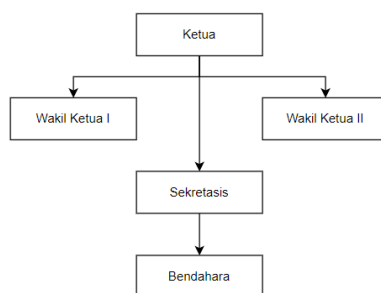 Ketua
Wakil Ketua I
Wakil Ketua II
Sekretasis
Bendahara